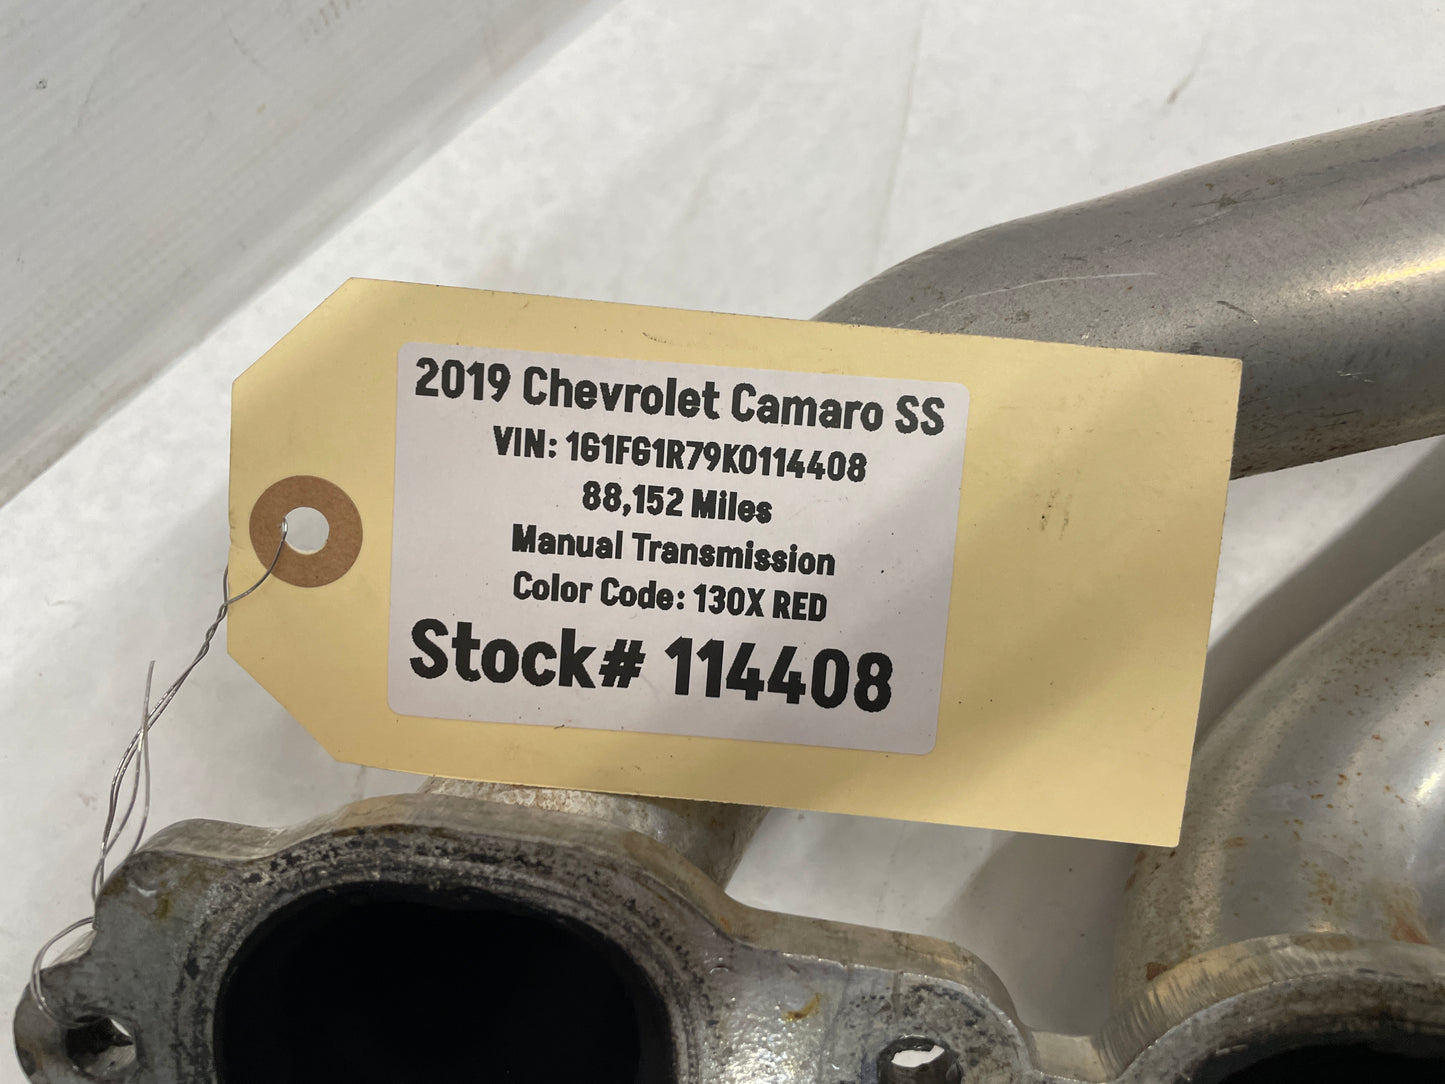 2019 Chevrolet Camaro SS
VIN: 1G1FG1R79K0114408
88,152 Miles
Manual Transmission
Color Code: 130X RED
Stock# 114408